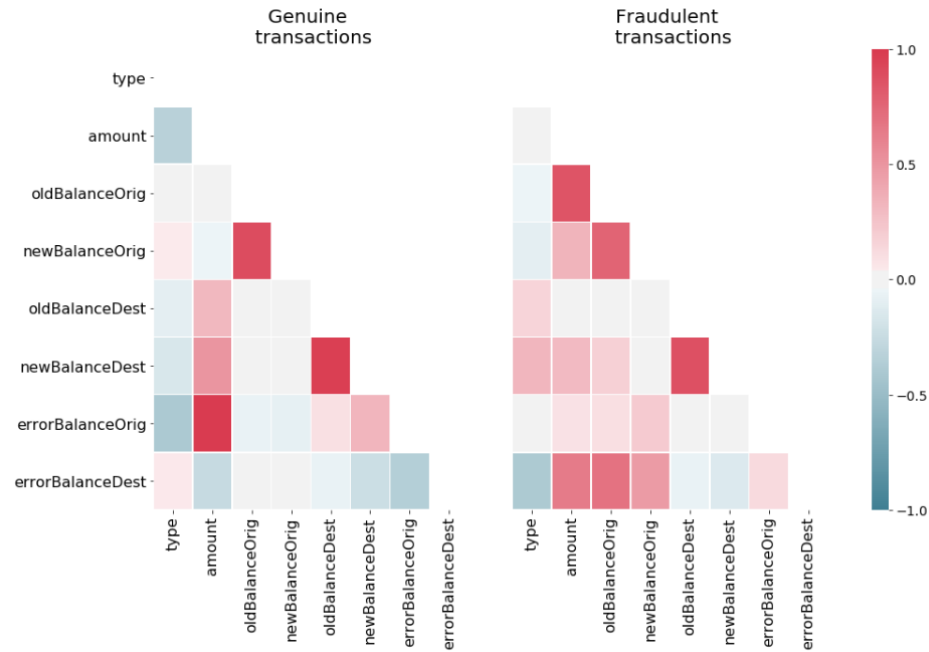 Genuine
transactions
Fraudulent
transactions
type
amount
oldBalanceOrig
newBalanceOrig
oldBalanceDest
newBalanceDest
errorBalanceOrig
errorBalanceDest
type
amount
oldBalanceOrig
newBalanceOrig
oldBalanceDest
newBalanceDest
errorBalanceOrig
errorBalanceDest
type
amount
oldBalanceOrig
newBalanceOrig
oldBalanceDest
newBalanceDest
errorBalanceOrig
errorBalanceDest
1.0
0.5
0.0
−0.5
−1.0